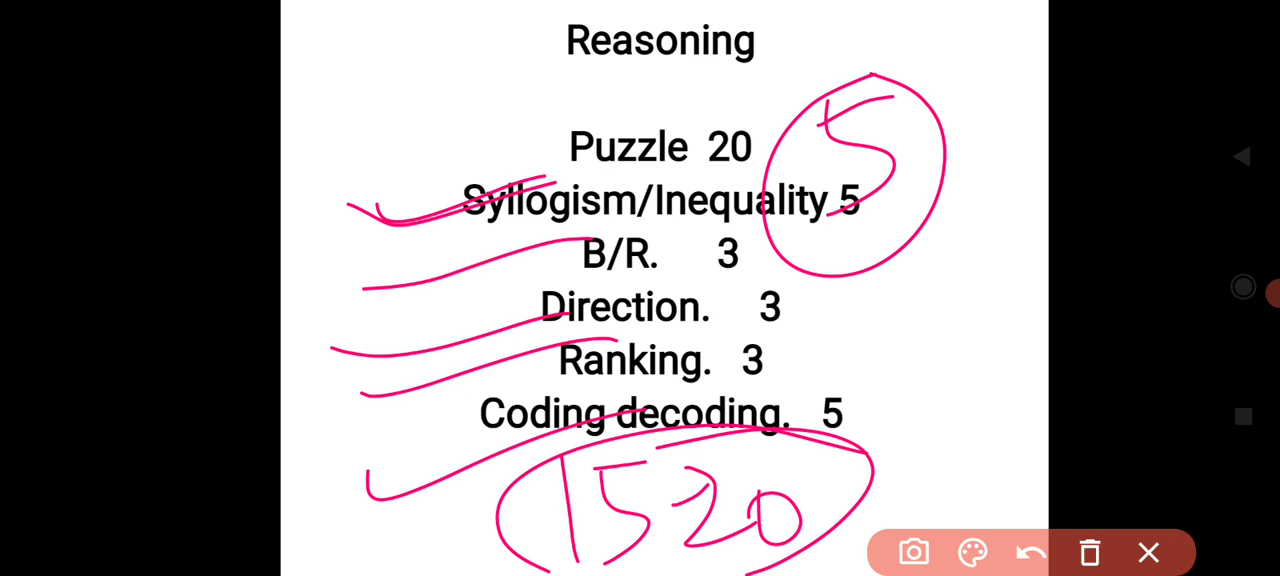 Reasoning
Puzzle 20
5
Syllogism/Inequality 5
B/R. 3
Direction. 3
Ranking. 3
Coding decoding. 5
15 20